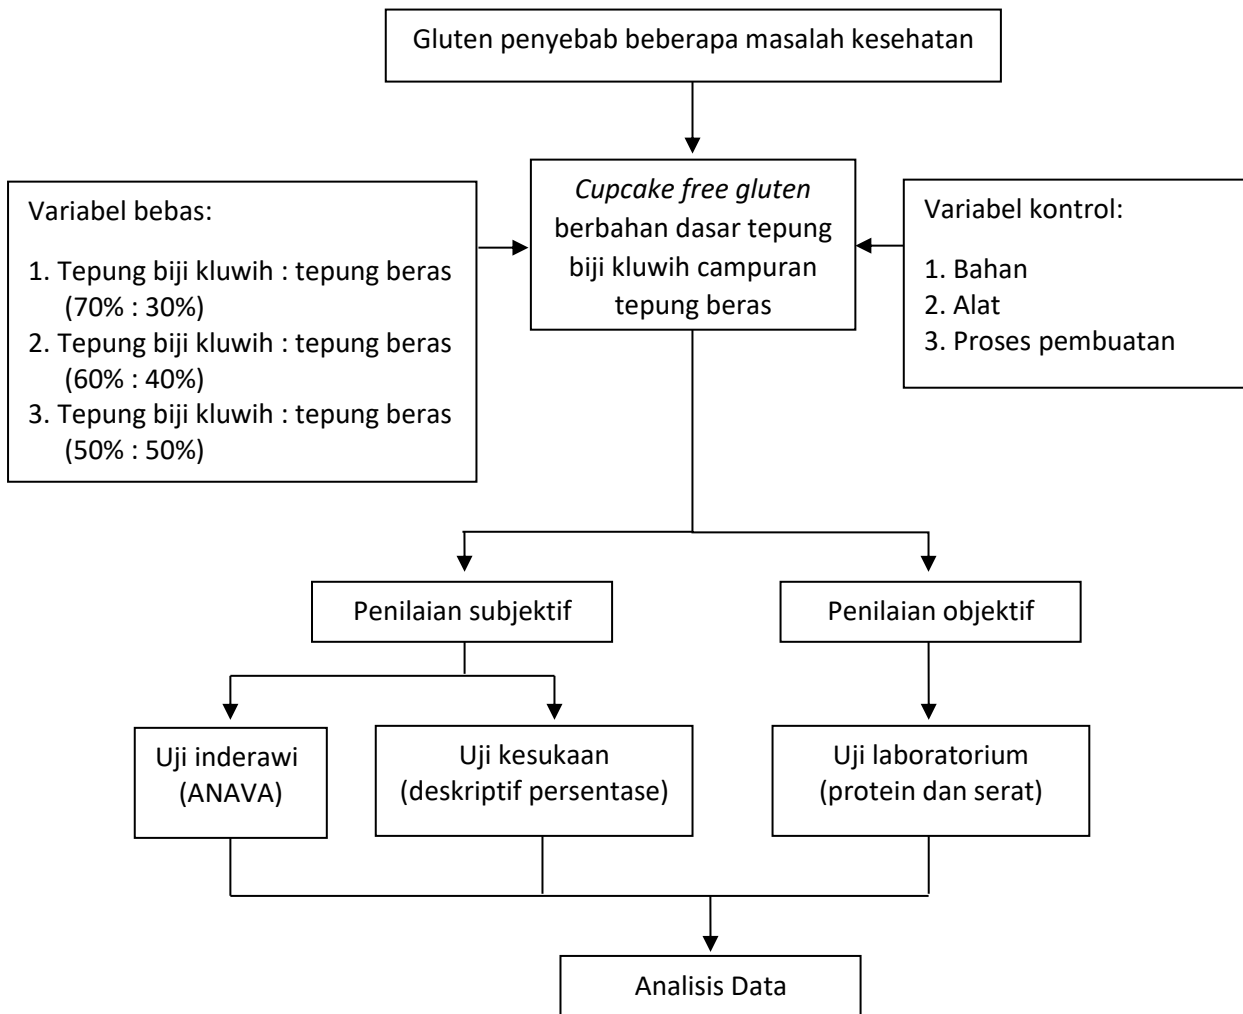 Gluten penyebab beberapa masalah kesehatan
Variabel bebas:
1. Tepung biji kluwih : tepung beras
(70% : 30%)
2. Tepung biji kluwih : tepung beras
(60% : 40%)
3. Tepung biji kluwih : tepung beras
(50% : 50%)
Cupcake free gluten
berbahan dasar tepung
biji kluwih campuran
tepung beras
Variabel kontrol:
1. Bahan
2. Alat
3. Proses pembuatan
Penilaian subjektif
Penilaian objektif
Uji inderawi
(ANAVA)
Uji kesukaan
(deskriptif persentase)
Uji laboratorium
(protein dan serat)
Analisis Data